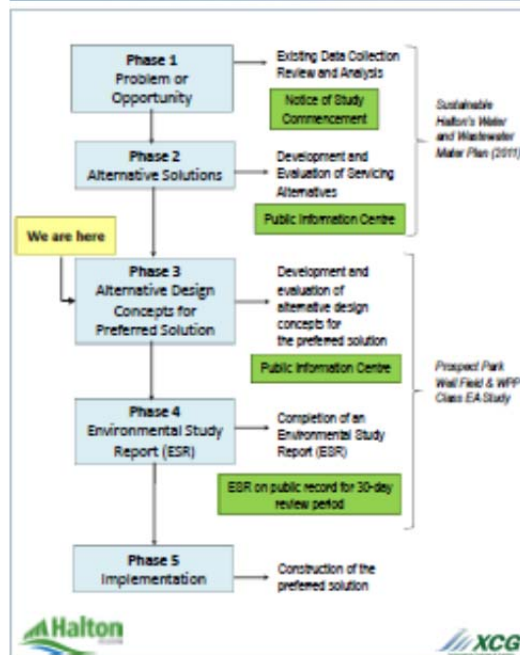 Phase 1
Problem or
Opportunity
Existing Data Collection
Review and Analysis
Notice of Study
Commencement
Sustainable
Halton's Water
and Wastewater
Mater Plan (2011)
Phase 2
Alternative Solutions
Development and
Evaluation of Servicing
Alternatives
Public Information Centre
We are here
Phase 3
Alternative Design
Concepts for
Preferred Solution
Development and
evaluation of
alternative design
concepts for
the preferred solution
Public Information Centre
Prospect Park
Well Field & WPP
Class EA Study
Phase 4
Environmental Study
Report (ESR)
Completion of an
Environmental Study
Report (ESR)
ESR on public record for 30-day
review period
Phase 5
Implementation
Construction of the
preferred solution
Halton
XCG